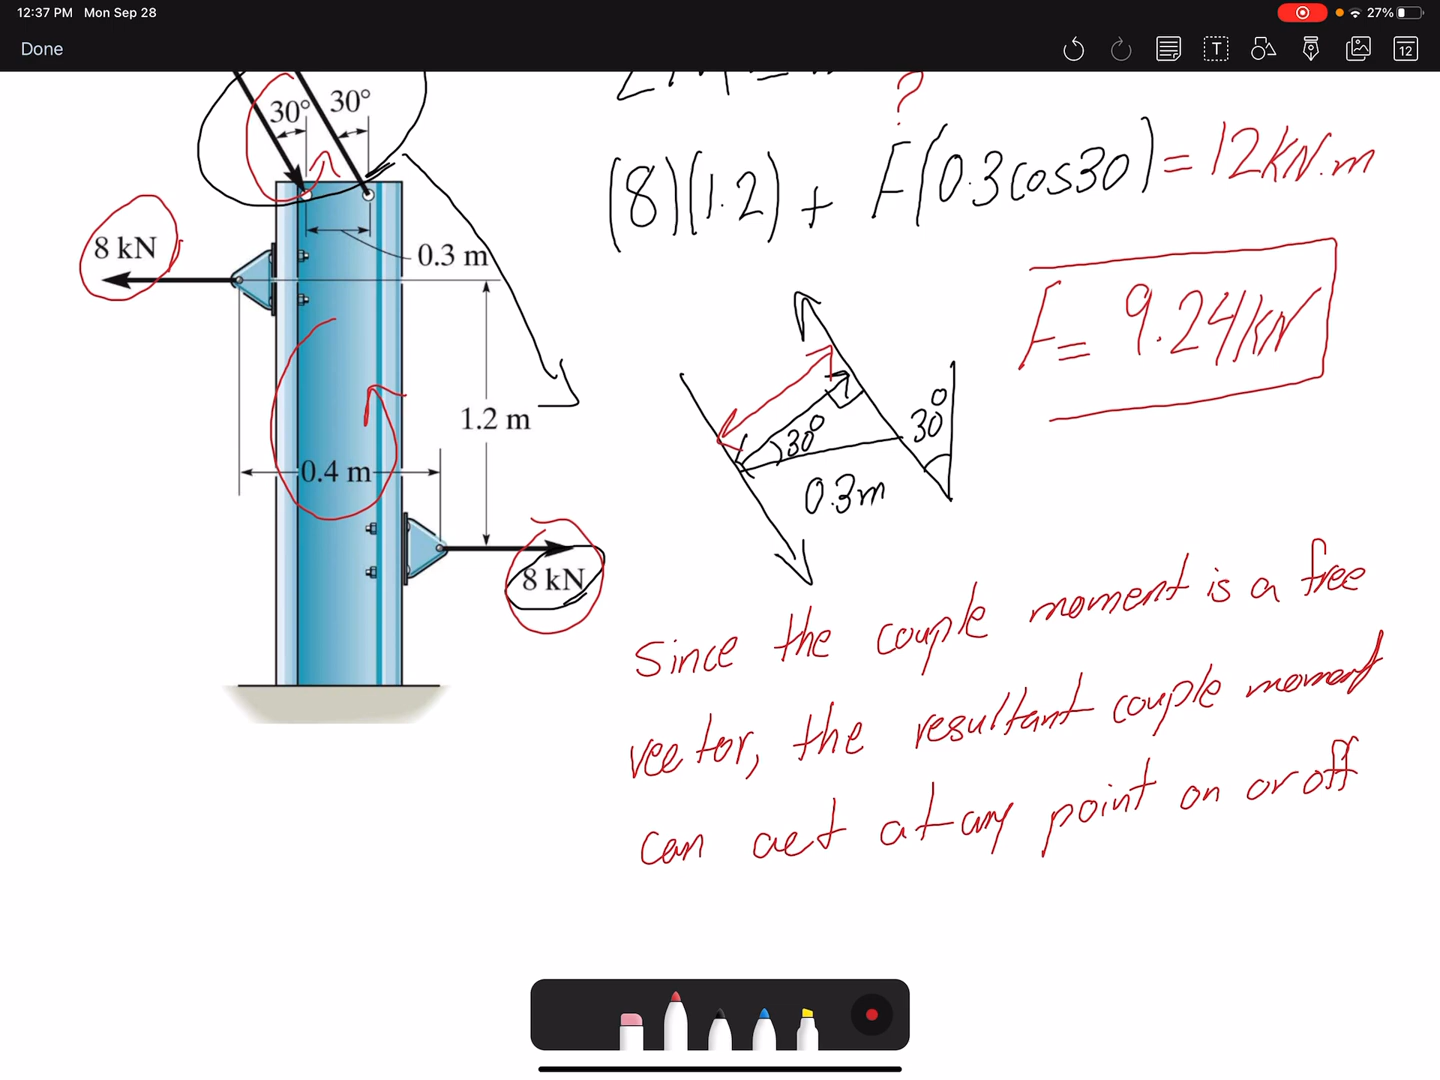 12:37 PM Mon Sep 28
27%
Done
T
12
30° 30°
?
(8)(1.2) + F(0.3cos30) = 12kN.m
8 kN
0.3 m
F= 9.24kN
1.2 m
30°
30°
0.4 m
0.3m
8 kN
Since the couple moment is a free
vector, the resultant couple moment
can act at any point on or off